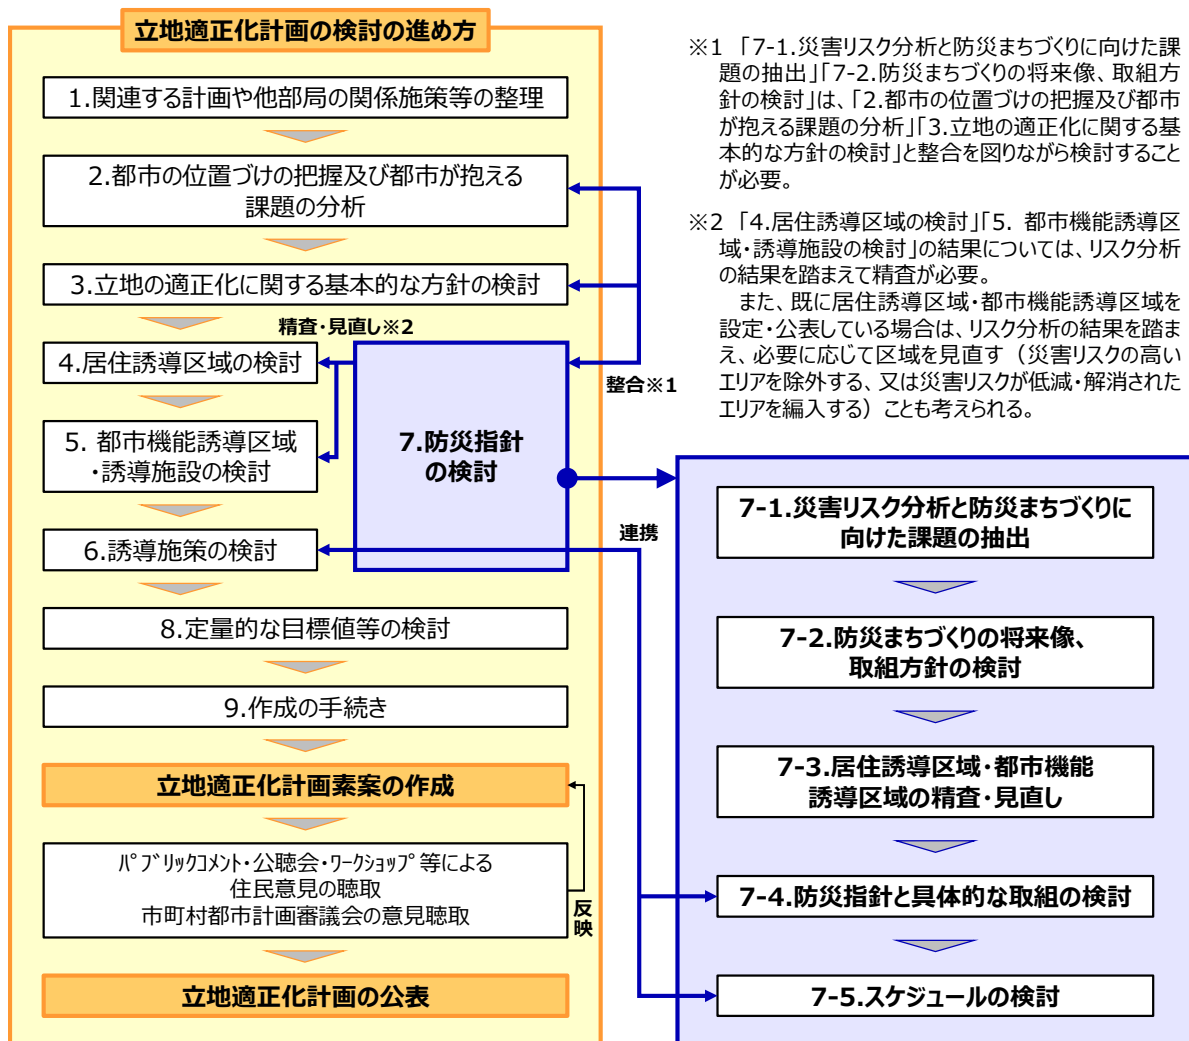 立地適正化計画の検討の進め方
1.関連する計画や他部局の関係施策等の整理
2.都市の位置づけの把握及び都市が抱える
課題の分析
3.立地の適正化に関する基本的な方針の検討
精査・見直し※2
4.居住誘導区域の検討
整合※1
5. 都市機能誘導区域
・誘導施設の検討
7.防災指針
の検討
連携
6.誘導施策の検討
8.定量的な目標値等の検討
9.作成の手続き
立地適正化計画素案の作成
ﾊﾟﾌﾞﾘｯｸｺﾒﾝﾄ・公聴会・ﾜｰｸｼｮｯﾌﾟ等による
住民意見の聴取
市町村都市計画審議会の意見聴取
反映
立地適正化計画の公表
※1 「7-1.災害リスク分析と防災まちづくりに向けた課
題の抽出」「7-2.防災まちづくりの将来像、取組方
針の検討」は、「2.都市の位置づけの把握及び都市
が抱える課題の分析」「3.立地の適正化に関する基
本的な方針の検討」と整合を図りながら検討すること
が必要。
※2 「4.居住誘導区域の検討」「5. 都市機能誘導区
域・誘導施設の検討」の結果については、リスク分析
の結果を踏まえて精査が必要。
また、既に居住誘導区域・都市機能誘導区域を
設定・公表している場合は、リスク分析の結果を踏ま
え、必要に応じて区域を見直す（災害リスクの高い
エリアを除外する、又は災害リスクが低減・解消された
エリアを編入する）ことも考えられる。
7-1.災害リスク分析と防災まちづくりに
向けた課題の抽出
7-2.防災まちづくりの将来像、
取組方針の検討
7-3.居住誘導区域・都市機能
誘導区域の精査・見直し
7-4.防災指針と具体的な取組の検討
7-5.スケジュールの検討